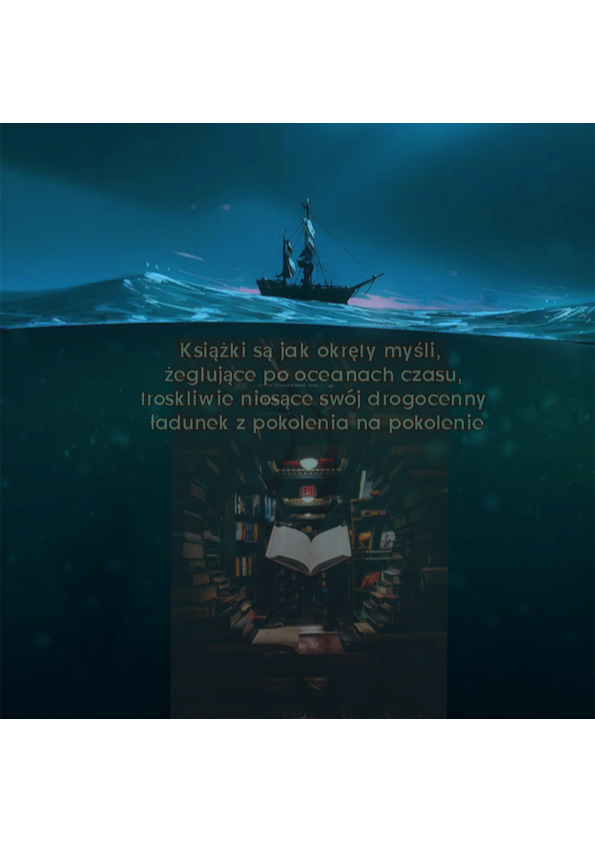 Książki są jak okręty myśli,
żeglujące po oceanach czasu,
troskliwie niosące swój drogocenny
ładunek z pokolenia na pokolenie